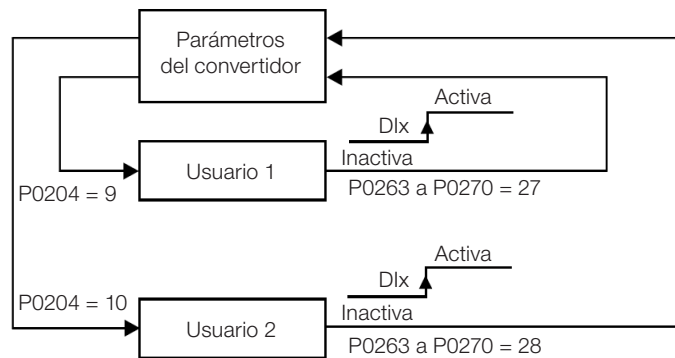 Parámetros
del convertidor
Activa
DIx
Inactiva
Usuario 1
P0204 = 9
P0263 a P0270 = 27
Activa
DIx
Inactiva
P0204 = 10
Usuario 2
P0263 a P0270 = 28